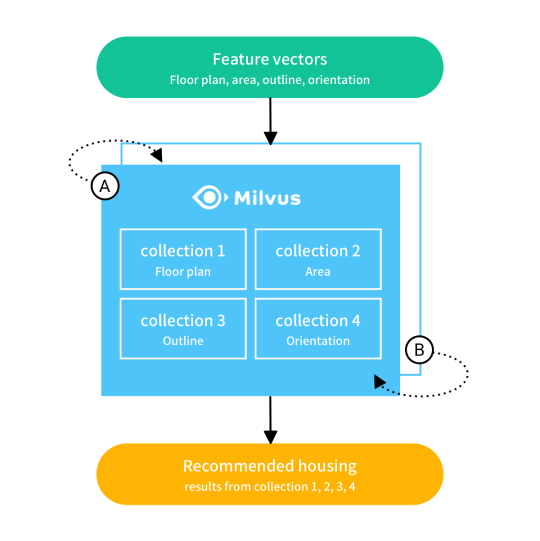 Feature vectors
Floor plan, area, outline, orientation
A
Milvus
collection 1
Floor plan
collection 2
Area
collection 3
Outline
collection 4
Orientation
B
Recommended housing
results from collection 1, 2, 3, 4